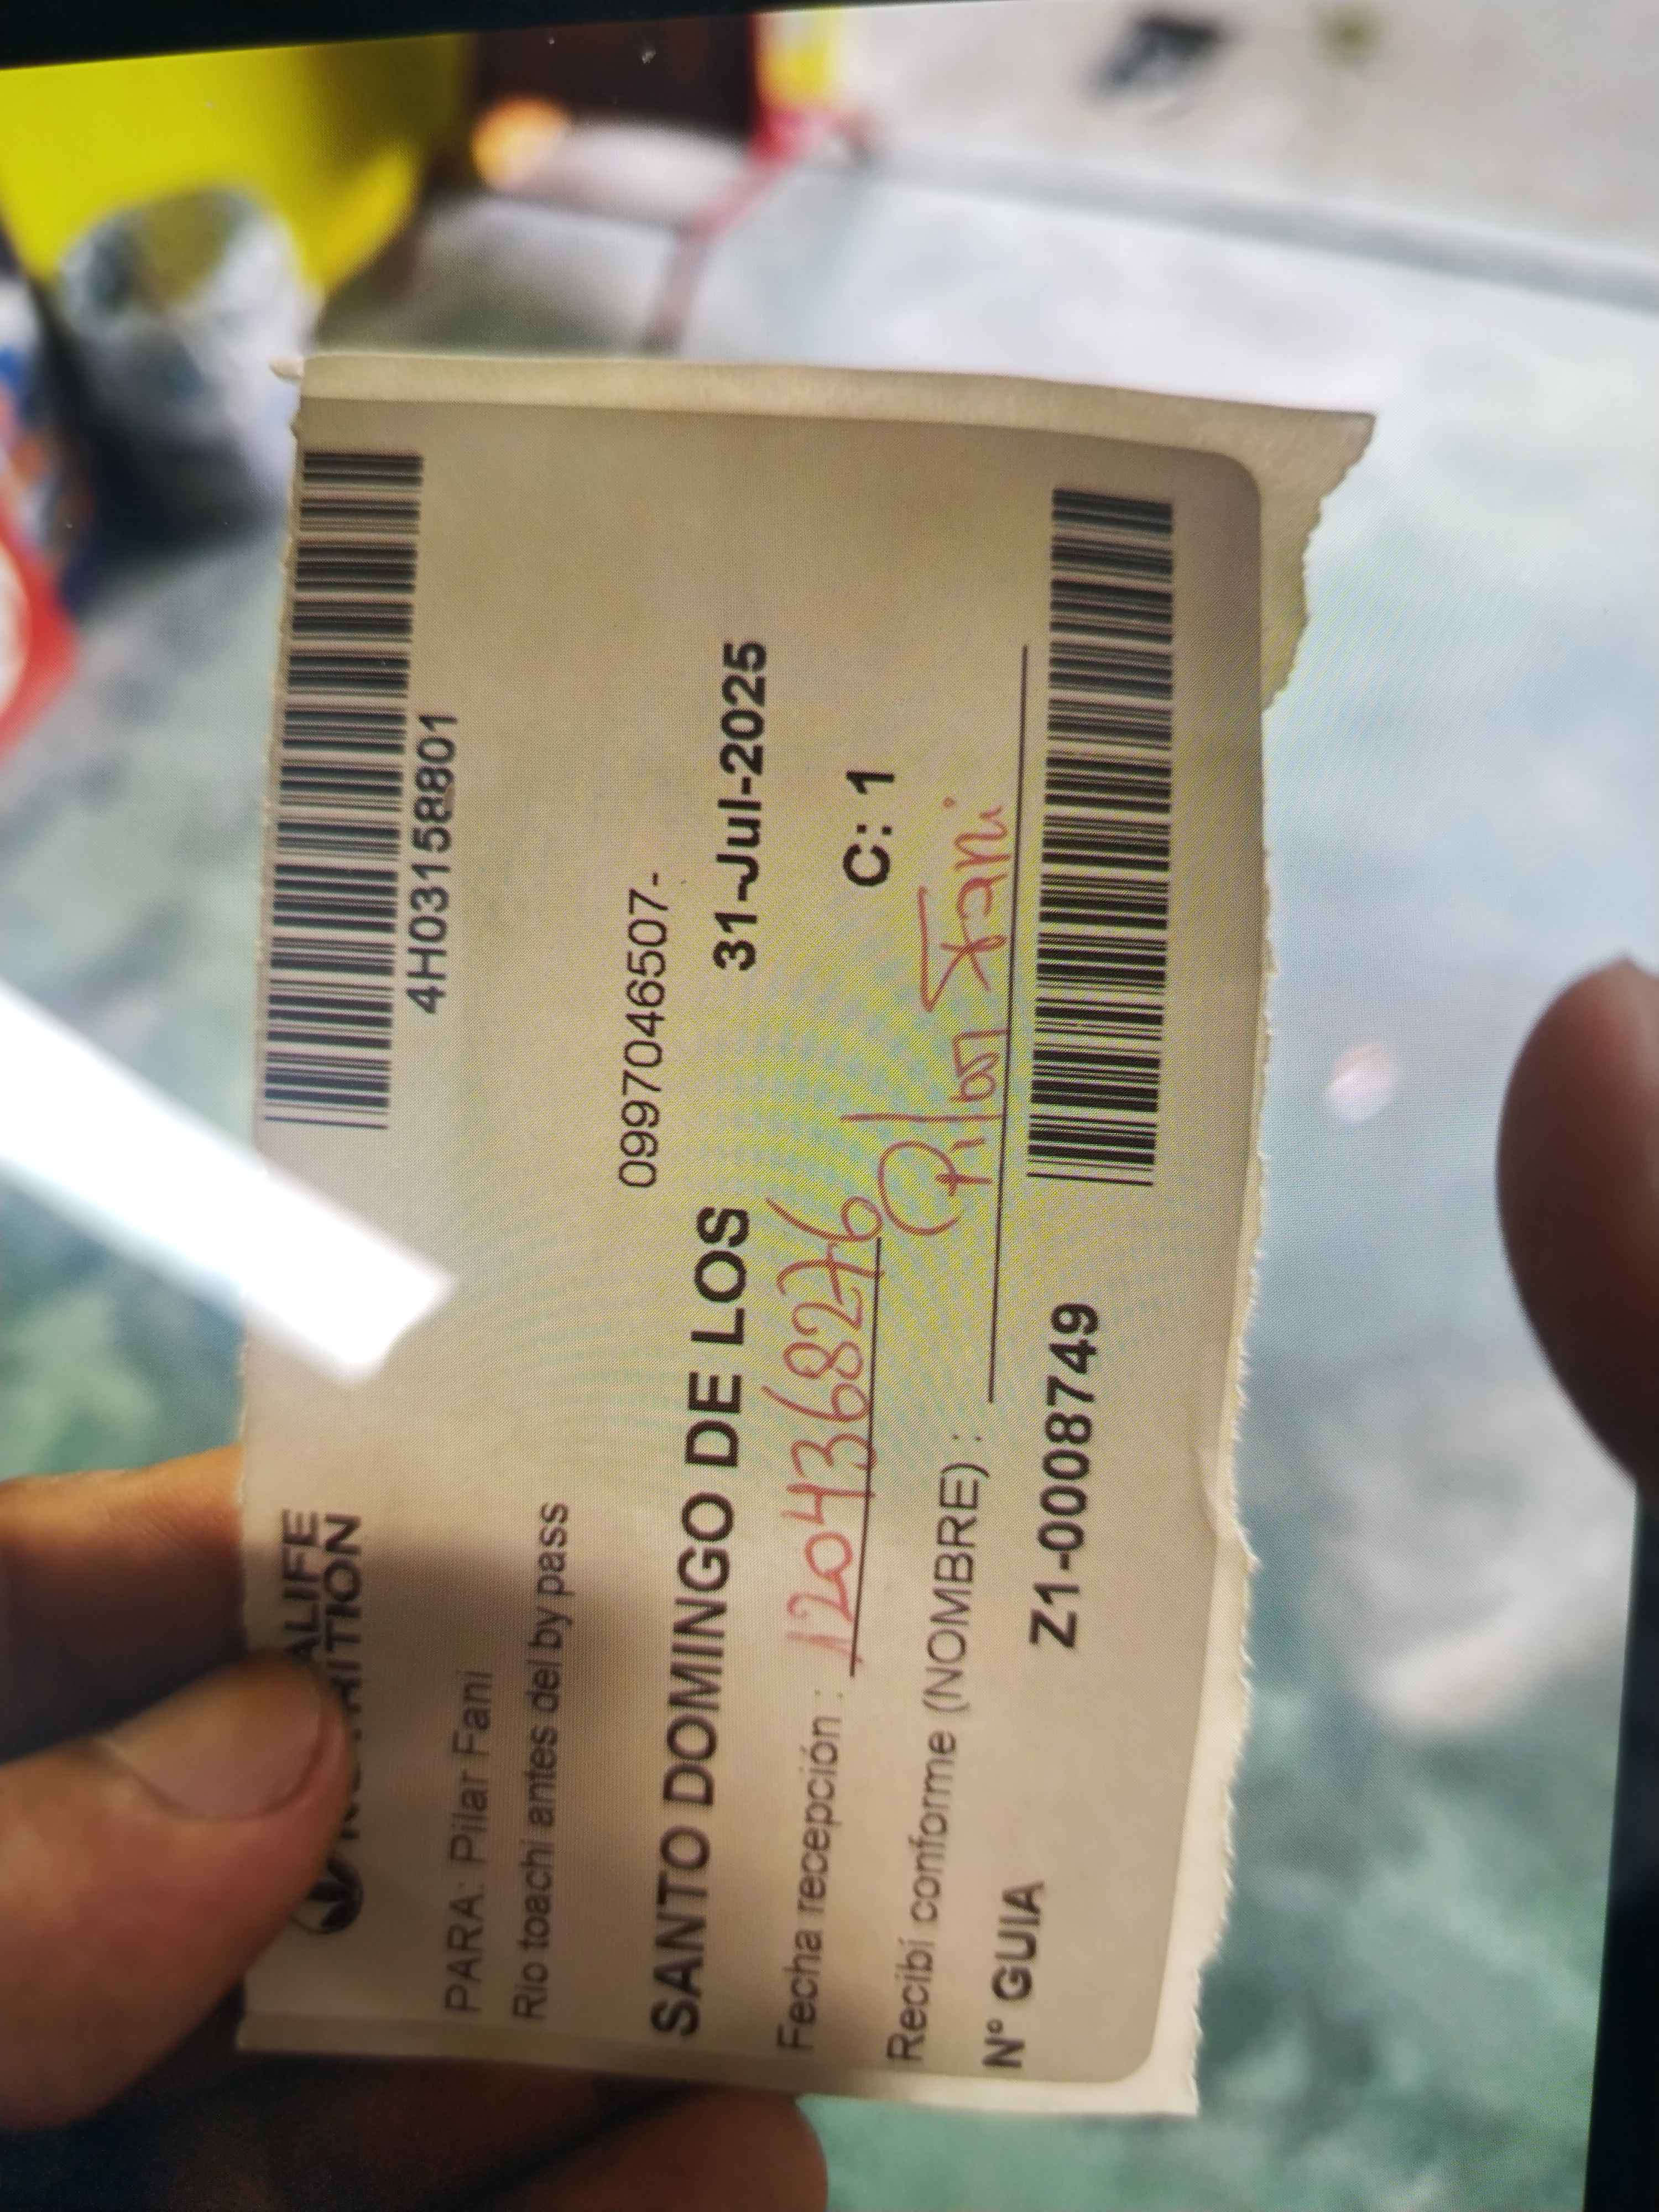 4H03158801
PARA: Pilar Fani
Rio toachi antes del by pass
0997046507-
SANTO DOMINGO DE LOS 31-Jul-2025
Fecha recepción : 1204368276 C: 1
Recibí conforme (NOMBRE) : Pilar Fani
N° GUIA Z1-0008749